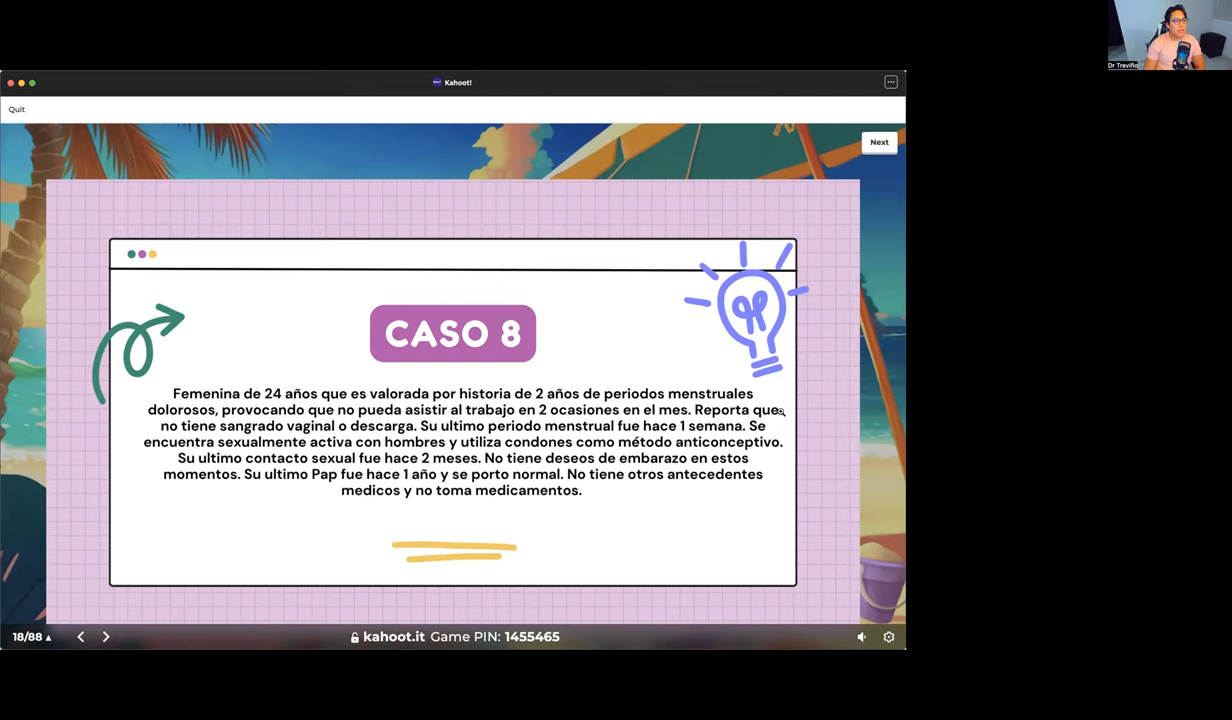 Dr Treviño
Kahoot!
Quit
Next
CASO 8
Femenina de 24 años que es valorada por historia de 2 años de periodos menstruales
dolorosos, provocando que no pueda asistir al trabajo en 2 ocasiones en el mes. Reporta que
no tiene sangrado vaginal o descarga. Su ultimo periodo menstrual fue hace 1 semana. Se
encuentra sexualmente activa con hombres y utiliza condones como método anticonceptivo.
Su ultimo contacto sexual fue hace 2 meses. No tiene deseos de embarazo en estos
momentos. Su ultimo Pap fue hace 1 año y se porto normal. No tiene otros antecedentes
medicos y no toma medicamentos.
18/88
kahoot.it Game PIN: 1455465